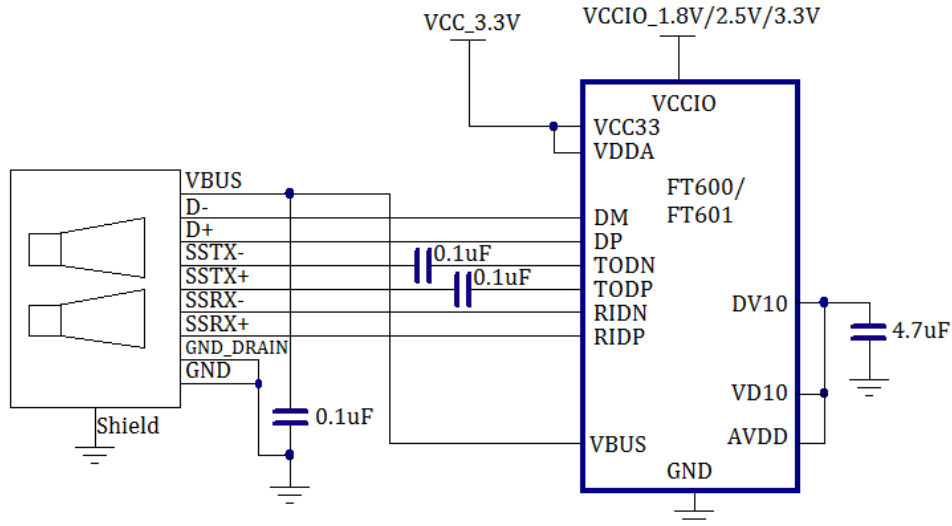 VCC_3.3V
VCCIO_1.8V/2.5V/3.3V
VCCIO
VCC33
VDDA
FT600/
FT601
VBUS
D-
D+
SSTX-
SSTX+
SSRX-
SSRX+
GND_DRAIN
GND
Shield
0.1uF
0.1uF
0.1uF
DM
DP
TODN
TODP
RIDN
RIDP
VBUS
GND
DV10
VD10
AVDD
4.7uF